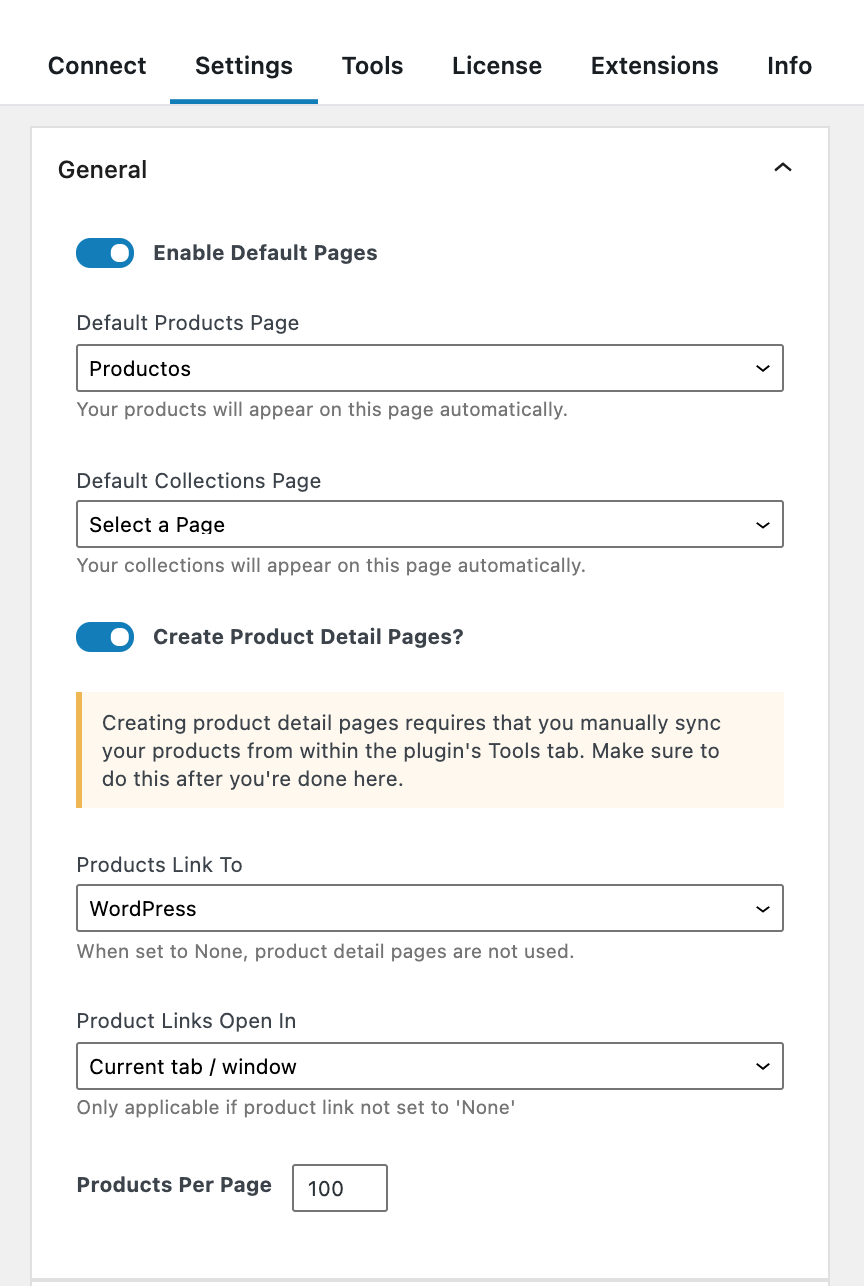 Connect Settings Tools License Extensions Info
General
Enable Default Pages
Default Products Page
Productos
Your products will appear on this page automatically.
Default Collections Page
Select a Page
Your collections will appear on this page automatically.
Create Product Detail Pages?
Creating product detail pages requires that you manually sync
your products from within the plugin's Tools tab. Make sure to
do this after you're done here.
Products Link To
WordPress
When set to None, product detail pages are not used.
Product Links Open In
Current tab / window
Only applicable if product link not set to 'None'
Products Per Page 100